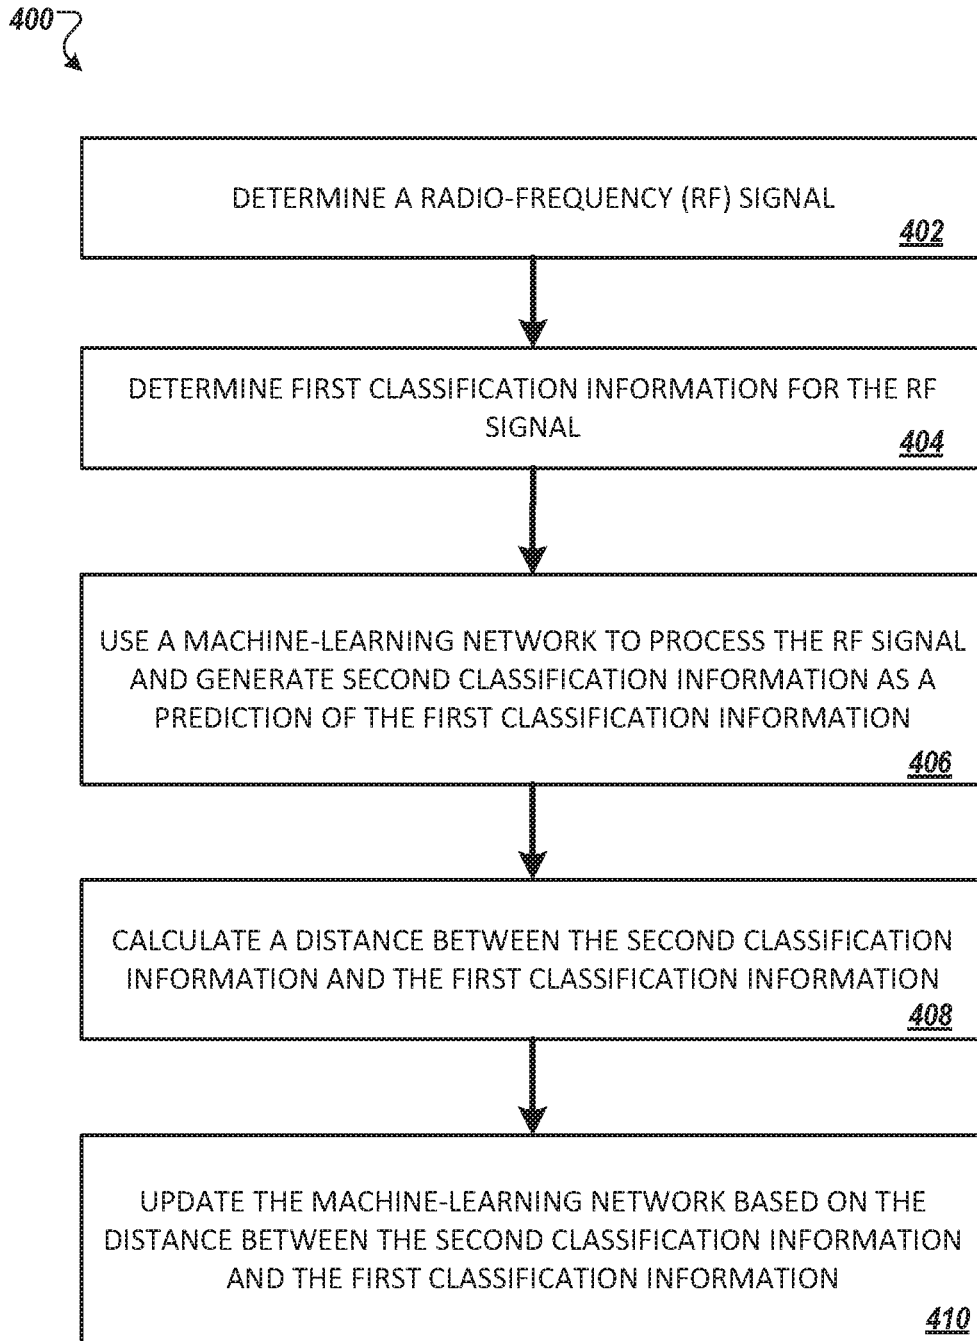 400
DETERMINE A RADIO-FREQUENCY (RF) SIGNAL
402
DETERMINE FIRST CLASSIFICATION INFORMATION FOR THE RF
SIGNAL
404
USE A MACHINE-LEARNING NETWORK TO PROCESS THE RF SIGNAL
AND GENERATE SECOND CLASSIFICATION INFORMATION AS A
PREDICTION OF THE FIRST CLASSIFICATION INFORMATION
406
CALCULATE A DISTANCE BETWEEN THE SECOND CLASSIFICATION
INFORMATION AND THE FIRST CLASSIFICATION INFORMATION
408
UPDATE THE MACHINE-LEARNING NETWORK BASED ON THE
DISTANCE BETWEEN THE SECOND CLASSIFICATION INFORMATION
AND THE FIRST CLASSIFICATION INFORMATION
410